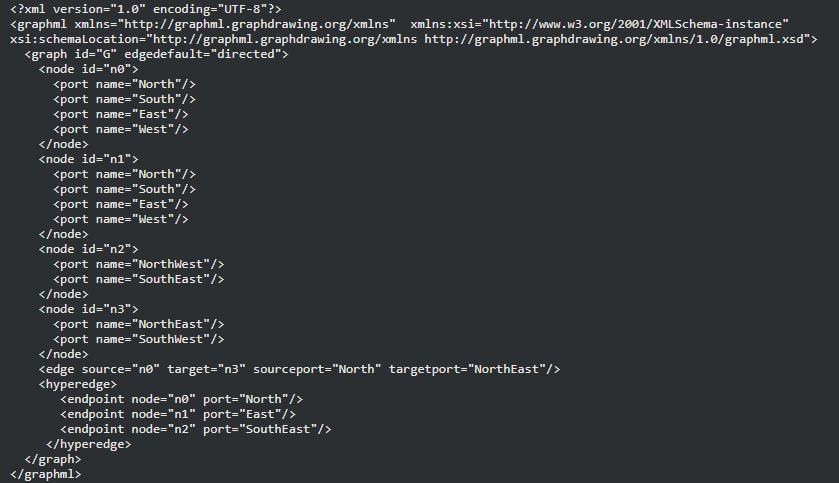 <?xml version="1.0" encoding="UTF-8"?>
<graphml xmlns="http://graphml.graphdrawing.org/xmlns"  xmlns:xsi="http://www.w3.org/2001/XMLSchema-instance"
xsi:schemaLocation="http://graphml.graphdrawing.org/xmlns http://graphml.graphdrawing.org/xmlns/1.0/graphml.xsd">
  <graph id="G" edgedefault="directed">
    <node id="n0">
      <port name="North"/>
      <port name="South"/>
      <port name="East"/>
      <port name="West"/>
    </node>
    <node id="n1">
      <port name="North"/>
      <port name="South"/>
      <port name="East"/>
      <port name="West"/>
    </node>
    <node id="n2">
      <port name="NorthWest"/>
      <port name="SouthEast"/>
    </node>
    <node id="n3">
      <port name="NorthEast"/>
      <port name="SouthWest"/>
    </node>
    <edge source="n0" target="n3" sourceport="North" targetport="NorthEast"/>
    <hyperedge>
       <endpoint node="n0" port="North"/>
       <endpoint node="n1" port="East"/>
       <endpoint node="n2" port="SouthEast"/>
     </hyperedge>
  </graph>
</graphml>